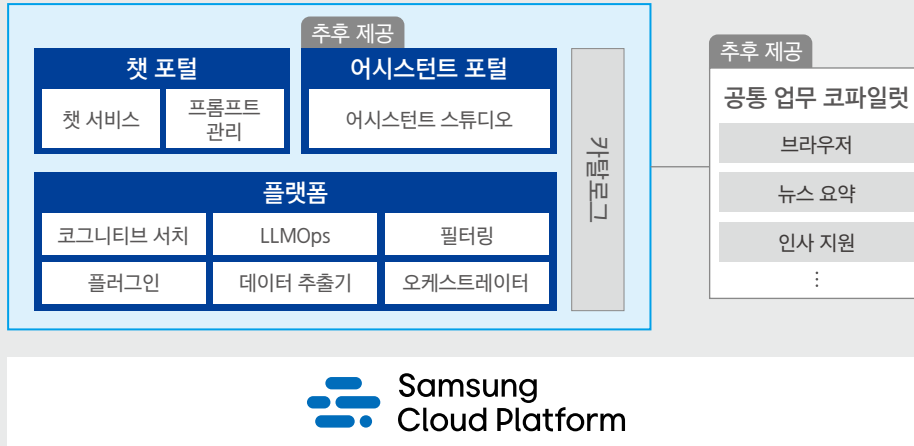 추후 제공
챗 포털
챗 서비스
프롬프트
관리
어시스턴트 포털
어시스턴트 스튜디오
플랫폼
코그니티브 서치
LLMOps
필터링
플러그인
데이터 추출기
오케스트레이터
카탈로그
추후 제공
공통 업무 코파일럿
브라우저
뉴스 요약
인사 지원
⋮
Samsung
Cloud Platform